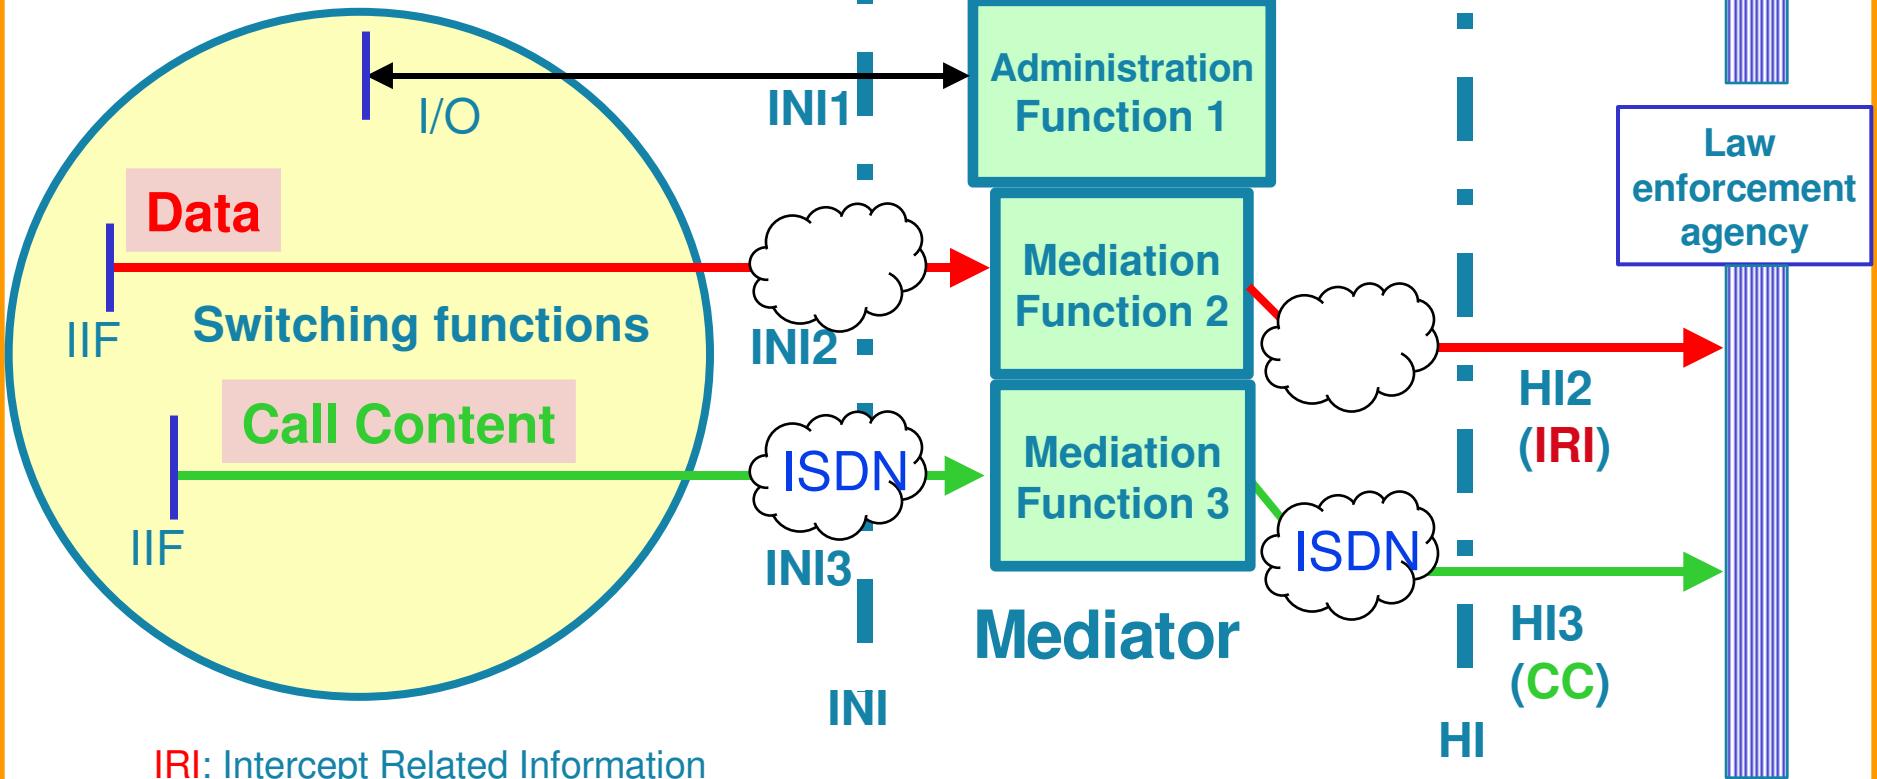 Administration
Function 1
I/O
INI1
Law
enforcement
agency
Data
Mediation
Function 2
IIF
Switching functions
INI2
HI2
(IRI)
Call Content
ISDN
Mediation
Function 3
IIF
INI3
ISDN
Mediator
HI3
(CC)
INI
HI
IRI: Intercept Related Information